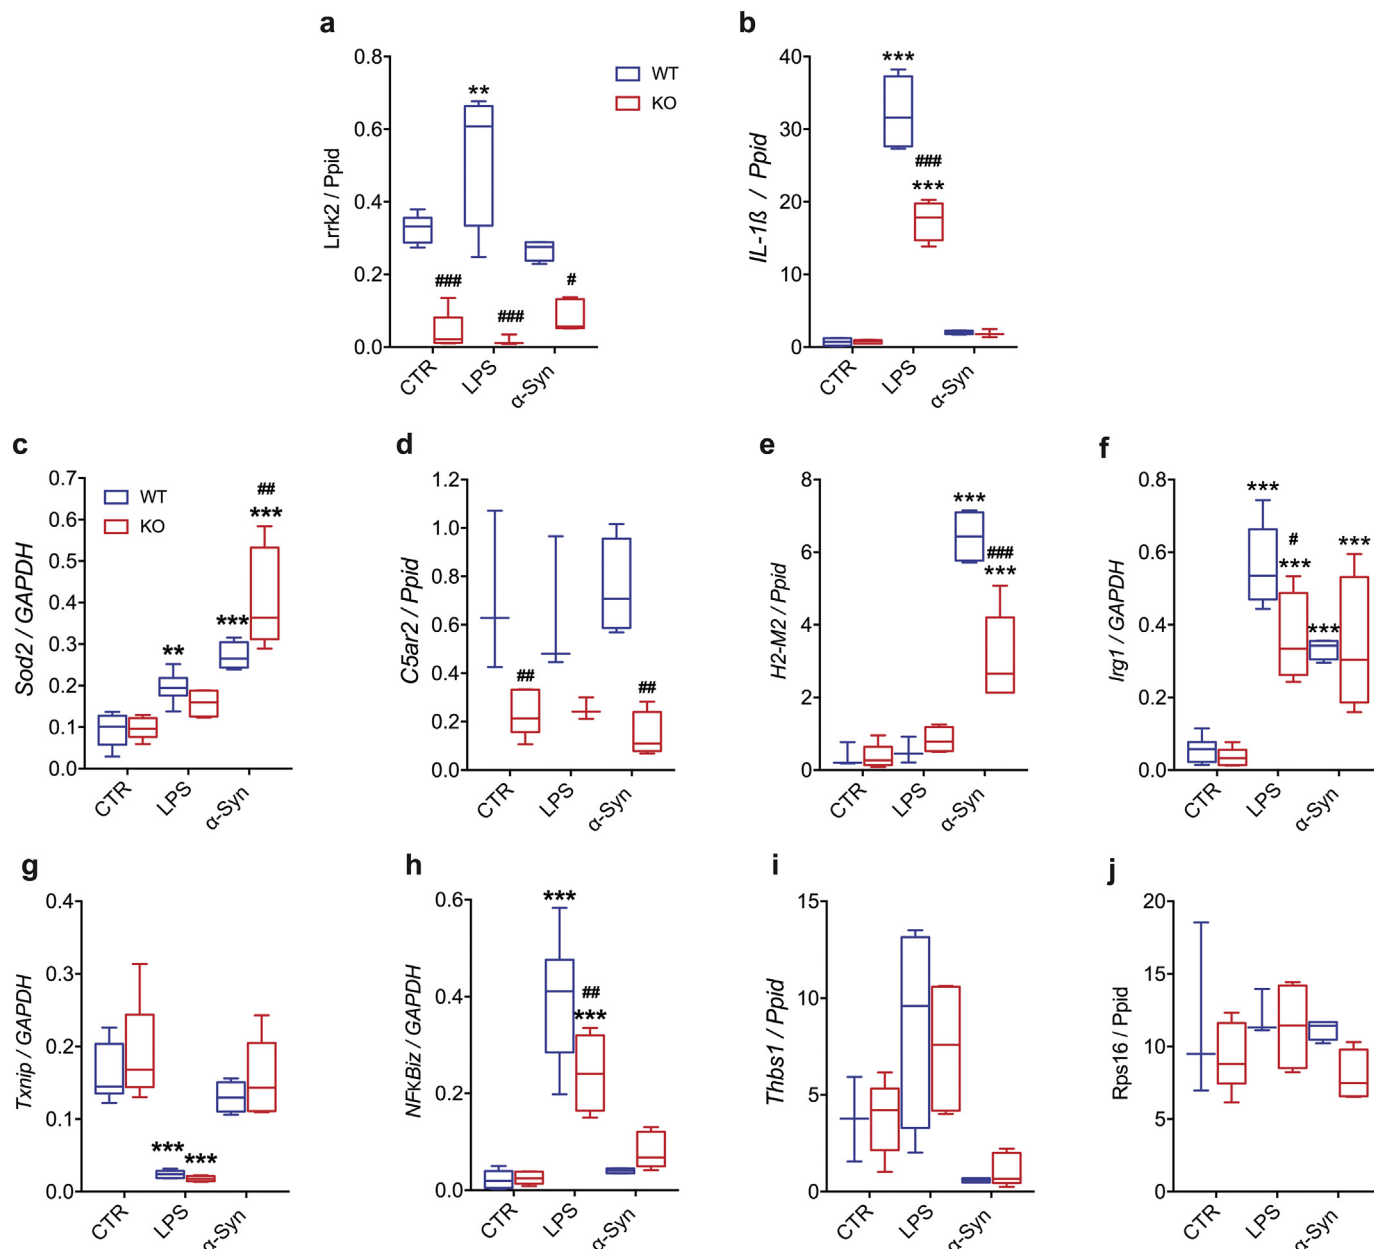 a
b
0.8
0.6
0.4
0.2
0.0
Lrrk2 / Ppid
**
###
###
#
CTR
LPS
α-Syn
WT
KO
40
30
20
10
0
IL-1ß / Ppid
***
###
***
CTR
LPS
α-Syn
c
d
e
f
0.7
0.6
0.5
0.4
0.3
0.2
0.1
0.0
Sod2 / GAPDH
WT
KO
**
***
##
***
CTR
LPS
α-Syn
1.2
1.0
0.8
0.6
0.4
0.2
0.0
C5ar2 / Ppid
##
##
CTR
LPS
α-Syn
8
6
4
2
0
H2-M2 / Ppid
***
###
***
CTR
LPS
α-Syn
0.8
0.6
0.4
0.2
0.0
Irg1 / GAPDH
***
#
***
***
***
CTR
LPS
α-Syn
g
h
i
j
0.4
0.3
0.2
0.1
0.0
Txnip / GAPDH
***
***
CTR
LPS
α-Syn
0.6
0.4
0.2
0.0
NFkBiz / GAPDH
***
##
***
CTR
LPS
α-Syn
15
10
5
0
Thbs1 / Ppid
CTR
LPS
α-Syn
20
15
10
5
0
Rps16 / Ppid
CTR
LPS
α-Syn